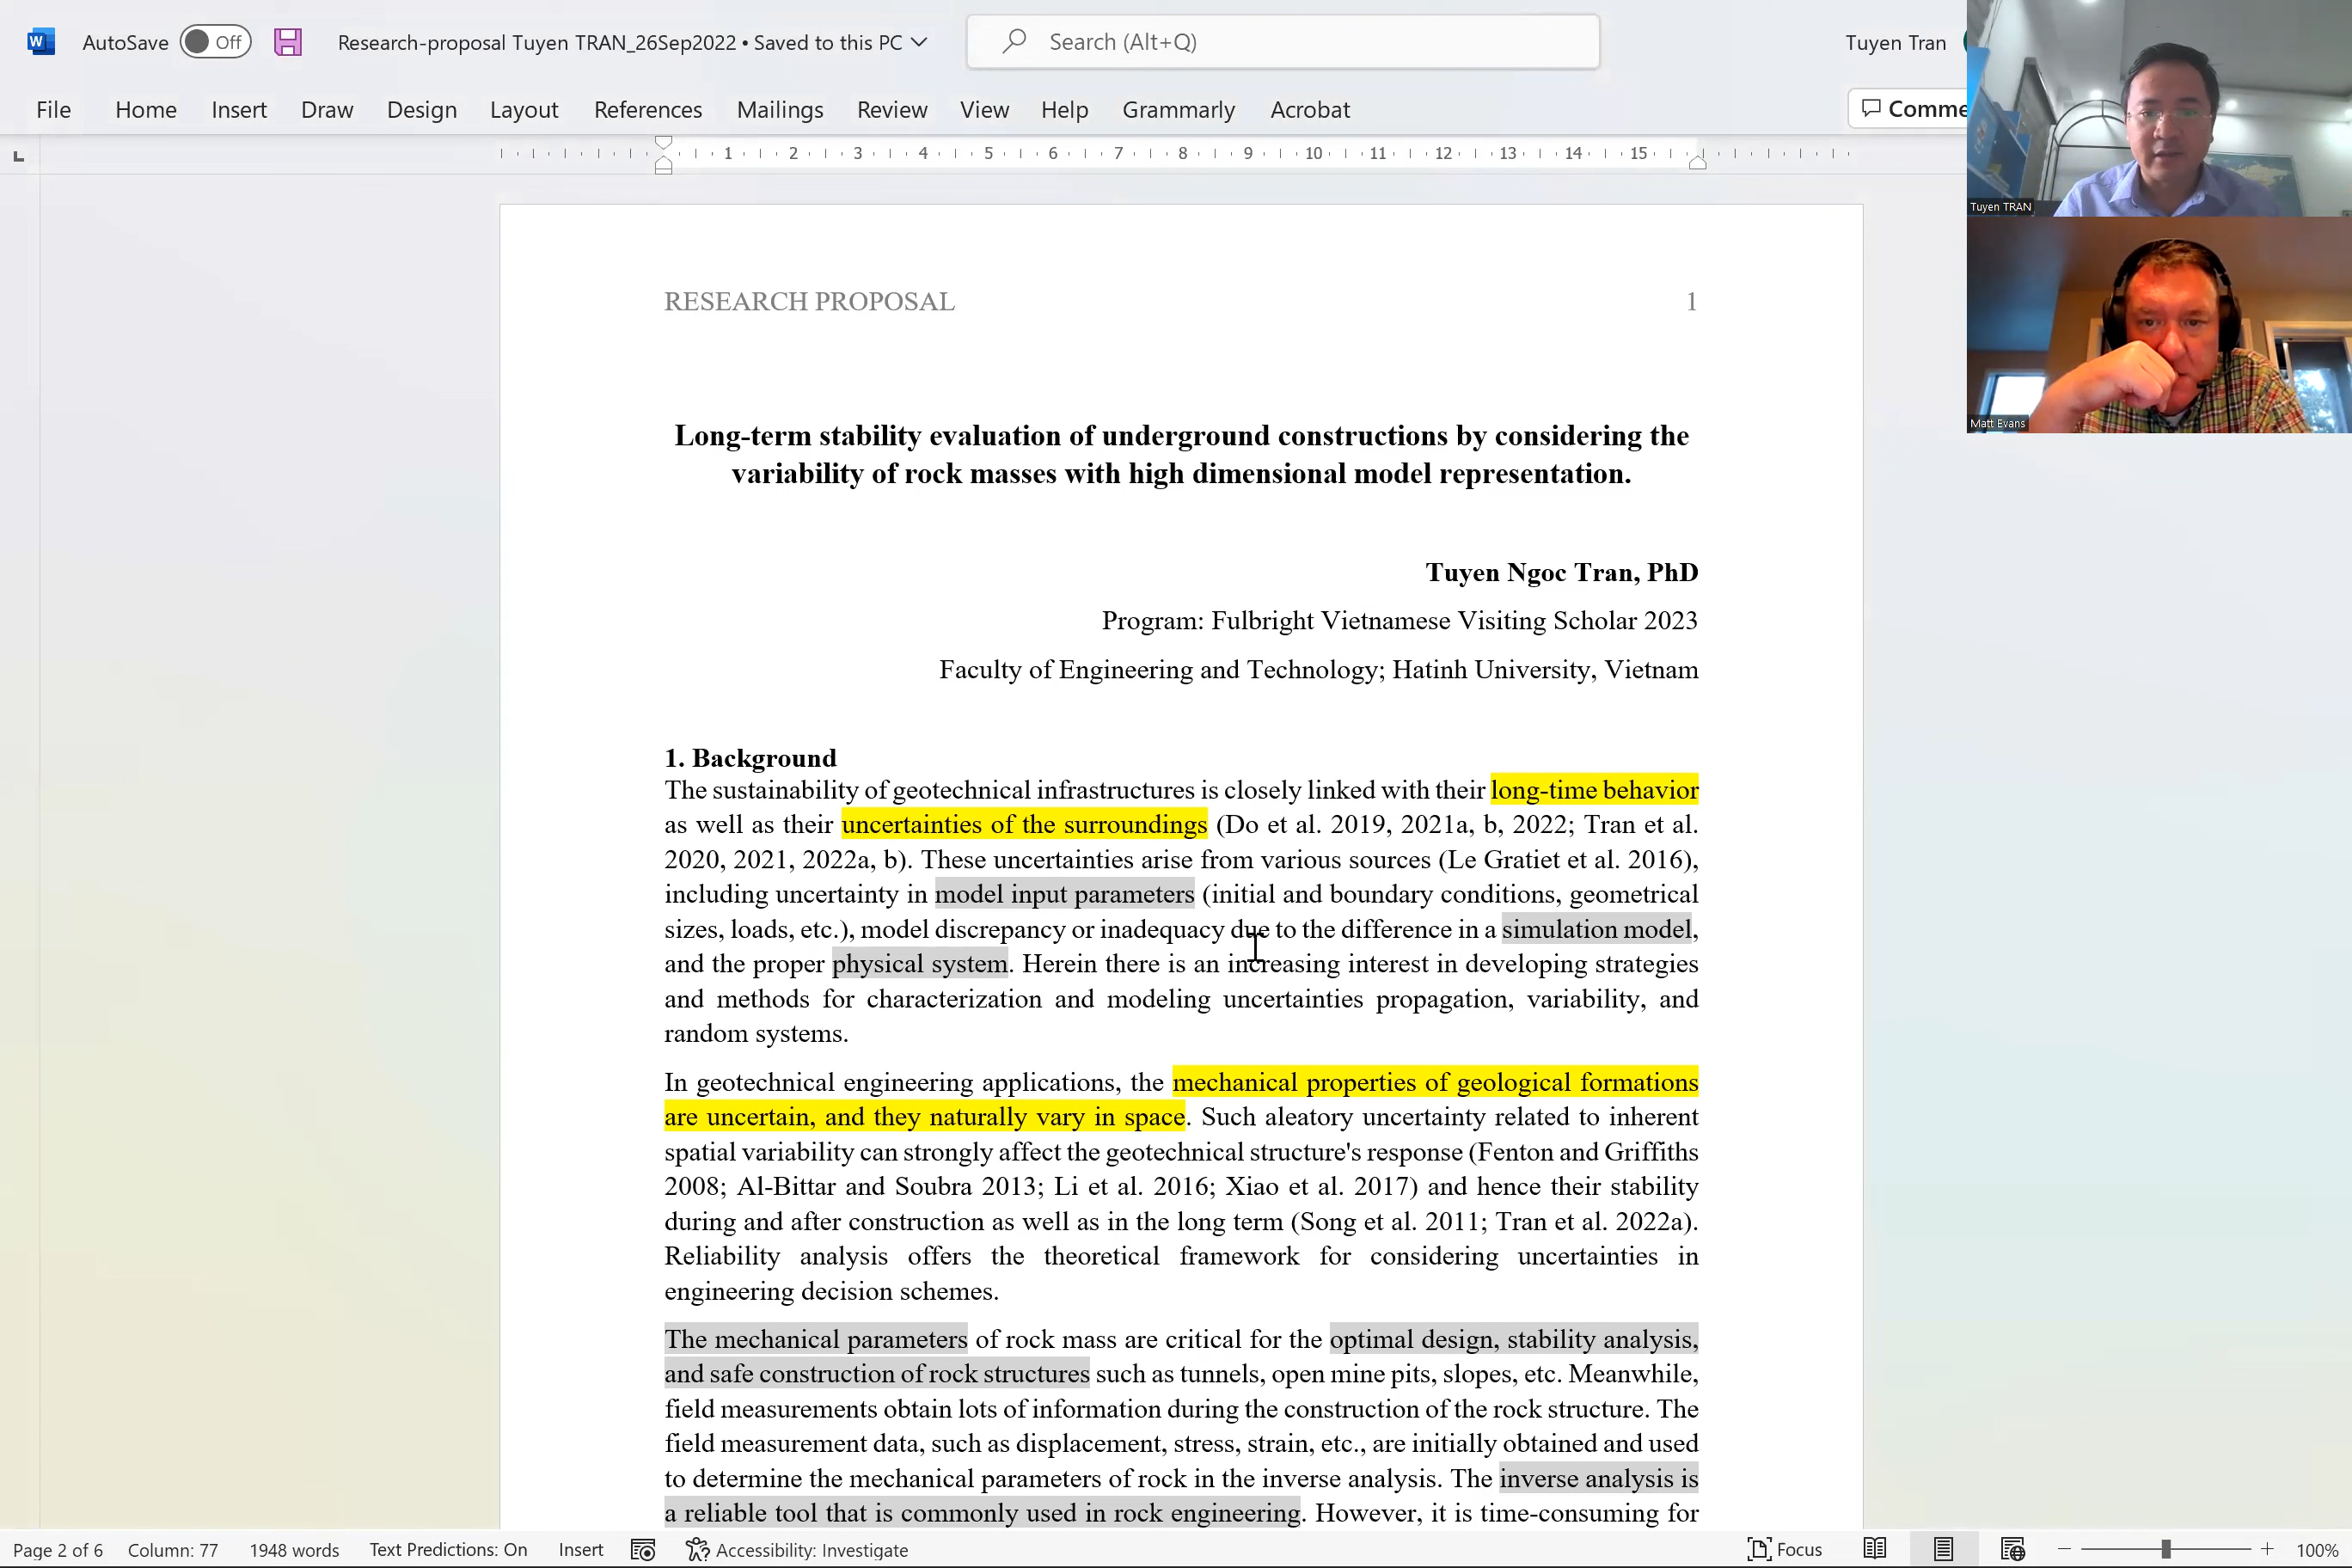 AutoSave Off Research-proposal Tuyen TRAN_26Sep2022 • Saved to this PC Search (Alt+Q) Tuyen Tran
File Home Insert Draw Design Layout References Mailings Review View Help Grammarly Acrobat Comme
1 2 3 4 5 6 7 8 9 10 11 12 13 14 15
Tuyen TRAN
Matt Evans
RESEARCH PROPOSAL 1
Long-term stability evaluation of underground constructions by considering the
variability of rock masses with high dimensional model representation.
Tuyen Ngoc Tran, PhD
Program: Fulbright Vietnamese Visiting Scholar 2023
Faculty of Engineering and Technology; Hatinh University, Vietnam
1. Background
The sustainability of geotechnical infrastructures is closely linked with their long-time behavior
as well as their uncertainties of the surroundings (Do et al. 2019, 2021a, b, 2022; Tran et al.
2020, 2021, 2022a, b). These uncertainties arise from various sources (Le Gratiet et al. 2016),
including uncertainty in model input parameters (initial and boundary conditions, geometrical
sizes, loads, etc.), model discrepancy or inadequacy due to the difference in a simulation model,
and the proper physical system. Herein there is an increasing interest in developing strategies
and methods for characterization and modeling uncertainties propagation, variability, and
random systems.
In geotechnical engineering applications, the mechanical properties of geological formations
are uncertain, and they naturally vary in space. Such aleatory uncertainty related to inherent
spatial variability can strongly affect the geotechnical structure's response (Fenton and Griffiths
2008; Al-Bittar and Soubra 2013; Li et al. 2016; Xiao et al. 2017) and hence their stability
during and after construction as well as in the long term (Song et al. 2011; Tran et al. 2022a).
Reliability analysis offers the theoretical framework for considering uncertainties in
engineering decision schemes.
The mechanical parameters of rock mass are critical for the optimal design, stability analysis,
and safe construction of rock structures such as tunnels, open mine pits, slopes, etc. Meanwhile,
field measurements obtain lots of information during the construction of the rock structure. The
field measurement data, such as displacement, stress, strain, etc., are initially obtained and used
to determine the mechanical parameters of rock in the inverse analysis. The inverse analysis is
a reliable tool that is commonly used in rock engineering. However, it is time-consuming for
Page 2 of 6 Column: 77 1948 words Text Predictions: On Insert Accessibility: Investigate Focus 100%